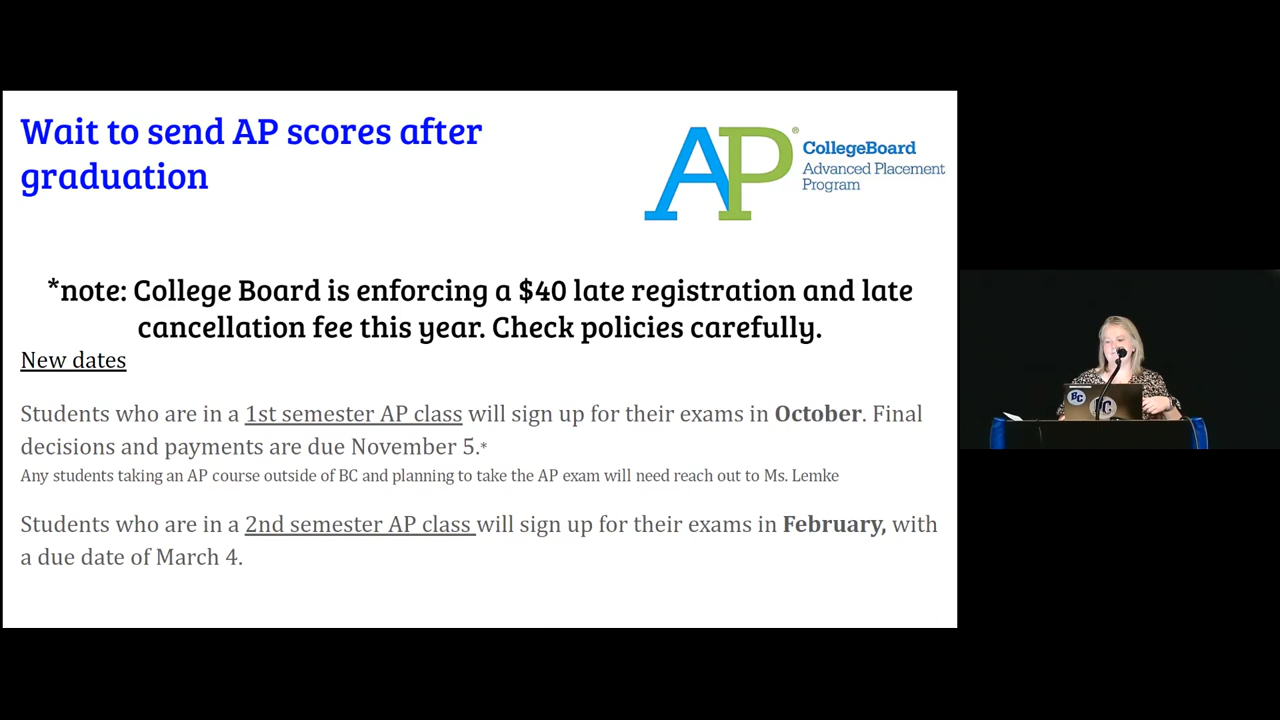 Wait to send AP scores after
graduation
AP®
CollegeBoard
Advanced Placement
Program
*note: College Board is enforcing a $40 late registration and late
cancellation fee this year. Check policies carefully.
New dates
Students who are in a 1st semester AP class will sign up for their exams in October. Final
decisions and payments are due November 5.*
Any students taking an AP course outside of BC and planning to take the AP exam will need reach out to Ms. Lemke
Students who are in a 2nd semester AP class will sign up for their exams in February, with
a due date of March 4.
BC
BC